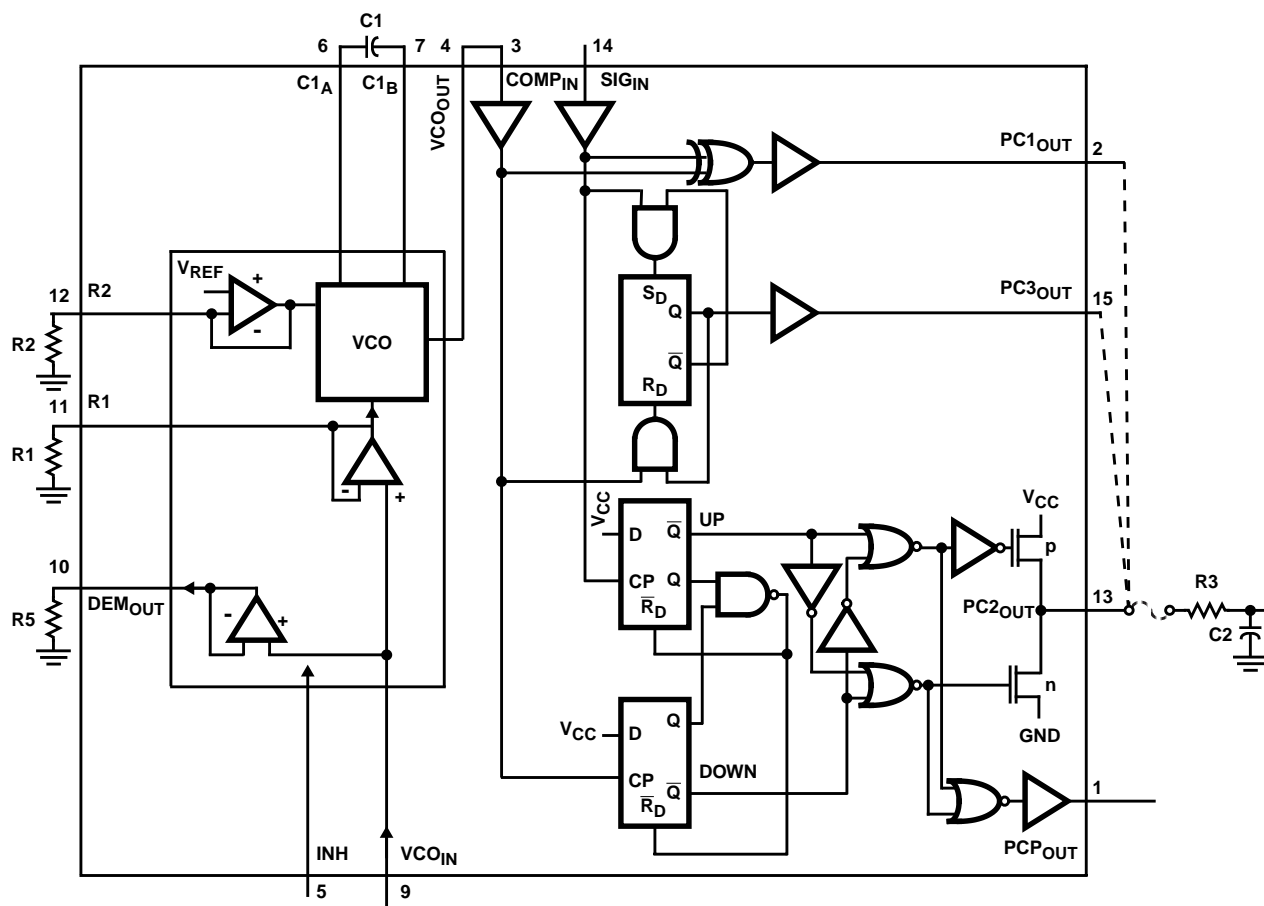 C1
6 7 4 3 14
C1A C1B VCOOUT COMPIN SIGIN
PC1OUT 2
VREF
+
-
12 R2
R2
VCO
SD
Q
Q̅
RD
PC3OUT 15
11 R1
R1
- +
VCC
D Q̅ UP
CP Q
R̅D
VCC
p
10
DEMOUT
R5
- +
PC2OUT 13
R3
C2
n
GND
VCC D Q
CP Q̅ DOWN
R̅D
1
PCPOUT
INH VCOIN
5 9